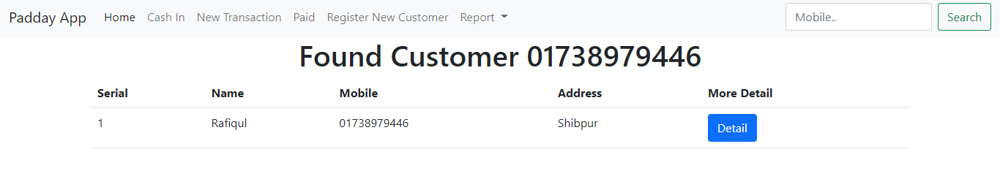 Padday App Home Cash In New Transaction Paid Register New Customer Report Mobile.. Search
Found Customer 01738979446
Serial Name Mobile Address More Detail
1 Rafiqul 01738979446 Shibpur Detail